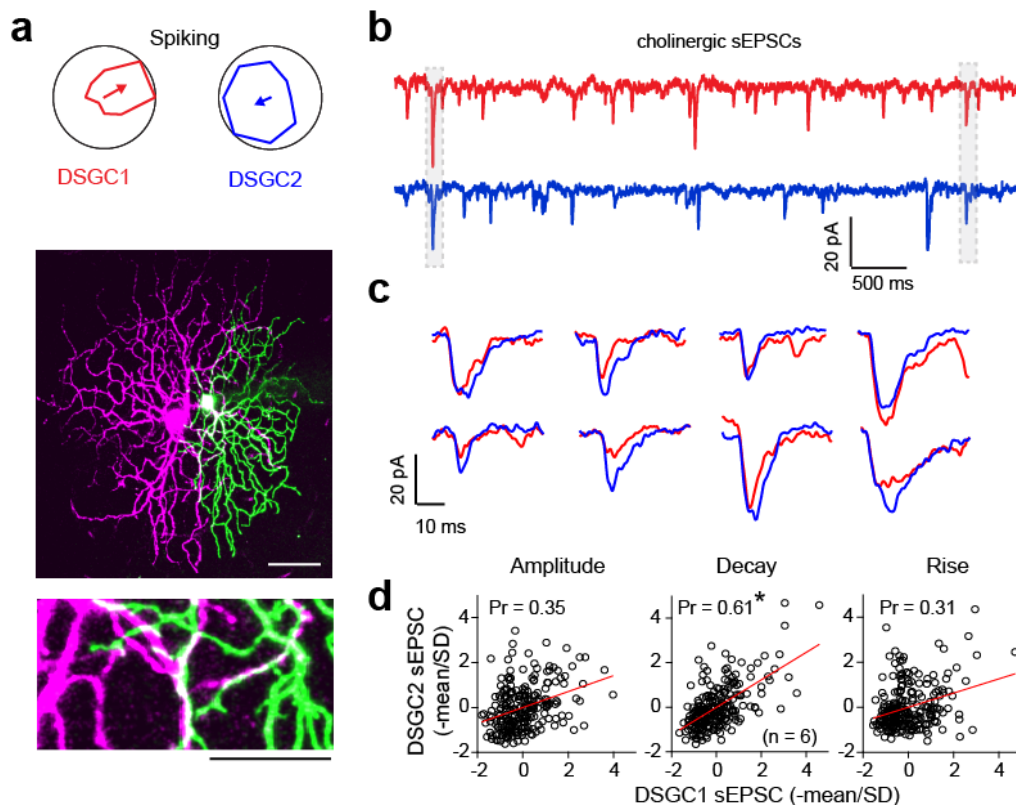 a
Spiking
DSGC1
DSGC2
b
cholinergic sEPSCs
20 pA
500 ms
c
20 pA
10 ms
d
Amplitude
Decay
Rise
Pr = 0.35
Pr = 0.61*
Pr = 0.31
(n = 6)
4
2
0
-2
4
2
0
-2
4
2
0
-2
-2 0 2 4
-2 0 2 4
-2 0 2 4
DSGC2 sEPSC
(-mean/SD)
DSGC1 sEPSC (-mean/SD)